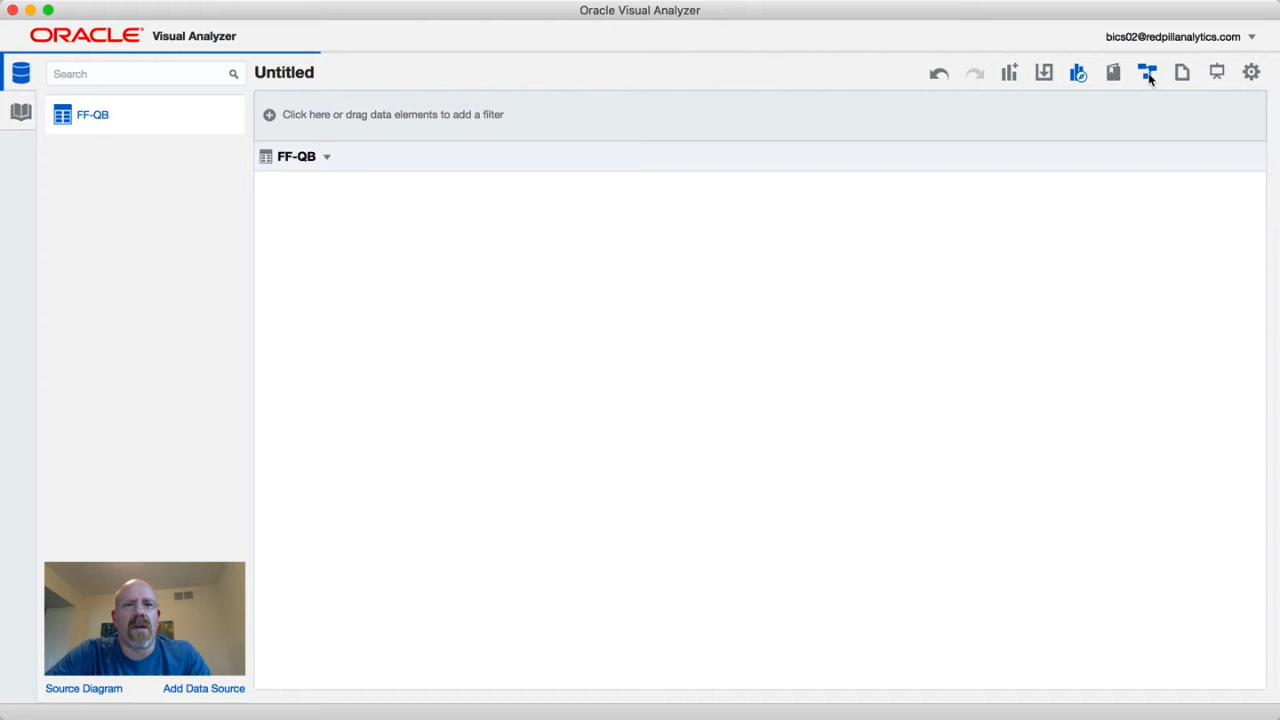 Oracle Visual Analyzer
ORACLE Visual Analyzer
bics02@redpillanalytics.com
Search
Untitled
FF-QB
Click here or drag data elements to add a filter
FF-QB
Source Diagram
Add Data Source